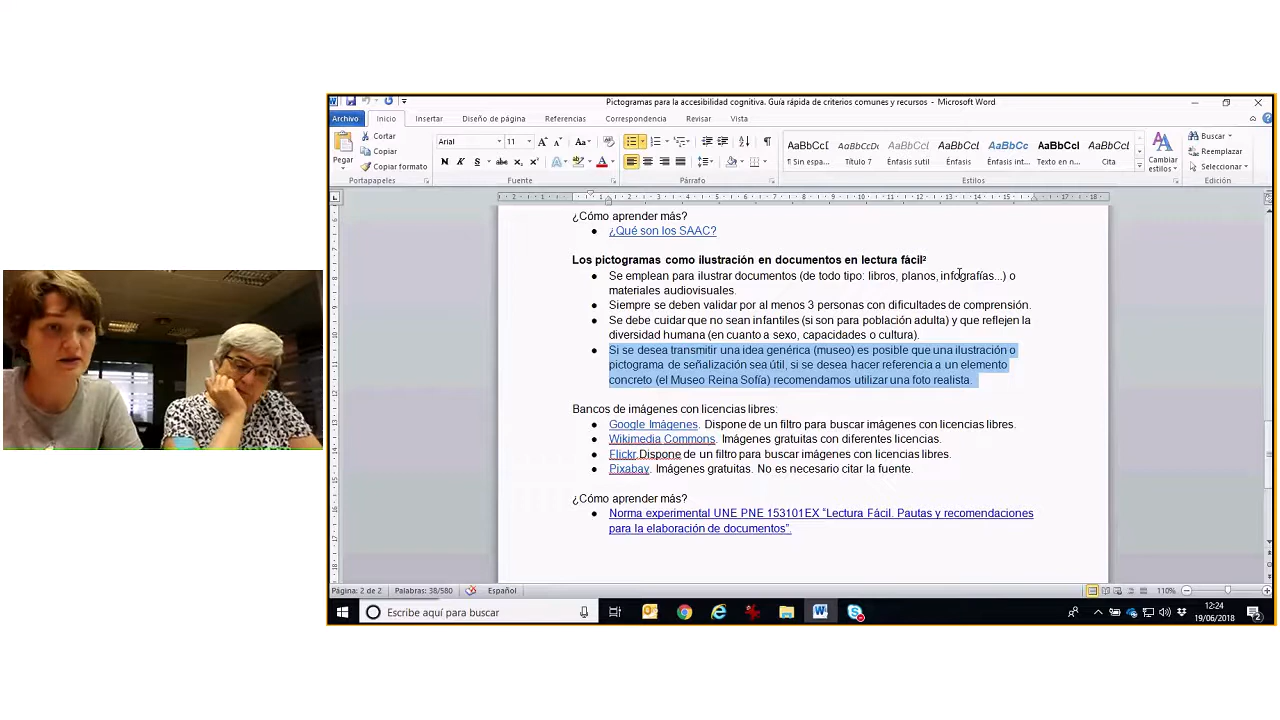 Pictogramas para la accesibilidad cognitiva. Guía rápida de criterios comunes y recursos - Microsoft Word
Archivo Inicio Insertar Diseño de página Referencias Correspondencia Revisar Vista
Cortar
Copiar
Copiar formato
Pegar
Arial 11
AaBbCcI AaBbCcDc AaBbCcI AaBbCcI AaBbCc AaBbCc AaBbCcI
¶ Sin espa... Título 7 Énfasis sutil Énfasis Énfasis int... Texto en n... Cita
Cambiar
estilos
Buscar
Reemplazar
Seleccionar
Portapapeles Fuente Párrafo Estilos Edición
¿Cómo aprender más?
● ¿Qué son los SAAC?
Los pictogramas como ilustración en documentos en lectura fácil²
● Se emplean para ilustrar documentos (de todo tipo: libros, planos, infografías...) o
materiales audiovisuales.
● Siempre se deben validar por al menos 3 personas con dificultades de comprensión.
● Se debe cuidar que no sean infantiles (si son para población adulta) y que reflejen la
diversidad humana (en cuanto a sexo, capacidades o cultura).
● Si se desea transmitir una idea genérica (museo) es posible que una ilustración o
pictograma de señalización sea útil, si se desea hacer referencia a un elemento
concreto (el Museo Reina Sofía) recomendamos utilizar una foto realista.
Bancos de imágenes con licencias libres:
● Google Imágenes. Dispone de un filtro para buscar imágenes con licencias libres.
● Wikimedia Commons. Imágenes gratuitas con diferentes licencias.
● Flickr.Dispone de un filtro para buscar imágenes con licencias libres.
● Pixabay. Imágenes gratuitas. No es necesario citar la fuente.
¿Cómo aprender más?
● Norma experimental UNE PNE 153101EX “Lectura Fácil. Pautas y recomendaciones
para la elaboración de documentos”.
Página: 2 de 2 Palabras: 38/580 Español 110%
Escribe aquí para buscar
12:24
19/06/2018